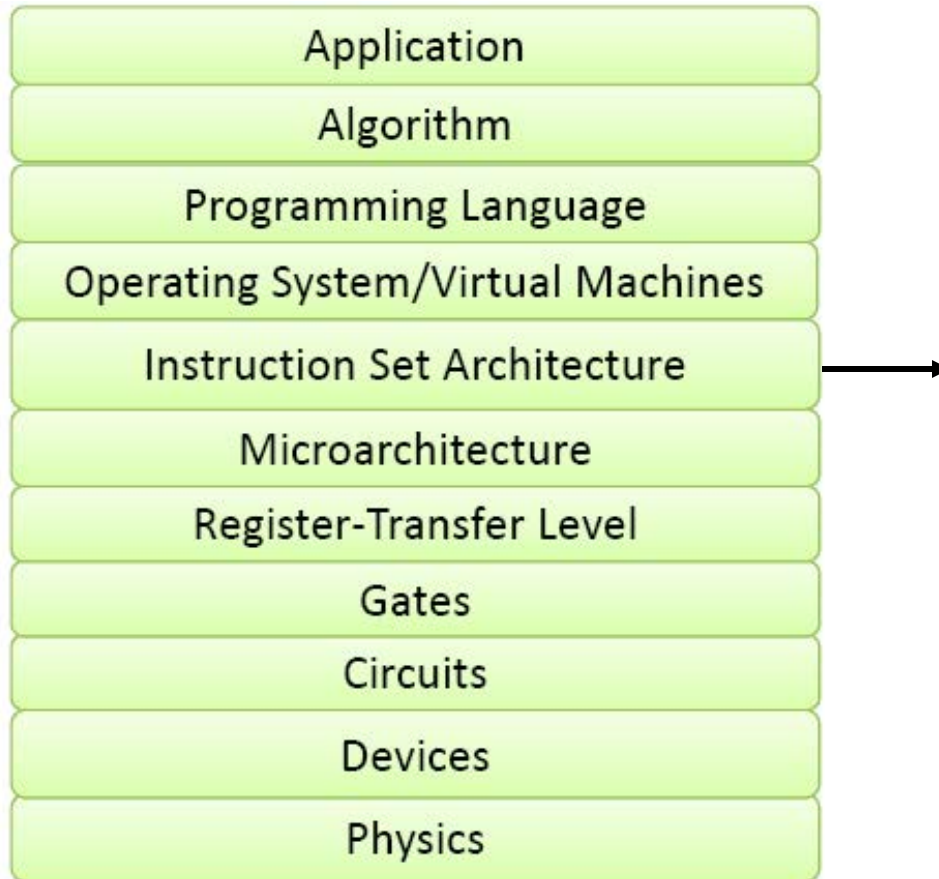 Application
Algorithm
Programming Language
Operating System/Virtual Machines
Instruction Set Architecture
Microarchitecture
Register-Transfer Level
Gates
Circuits
Devices
Physics